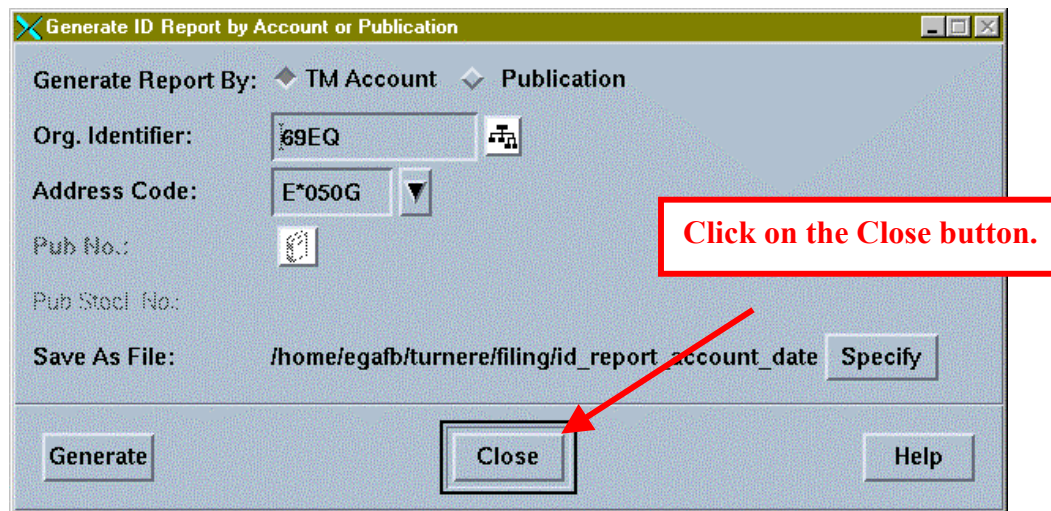 Generate ID Report by Account or Publication
Generate Report By: TM Account Publication
Org. Identifier: 69EQ
Address Code: E*050G
Click on the Close button.
Pub No.:
Pub Stock No.:
Save As File: /home/egafb/turnere/filing/id_report_account_date Specify
Generate Close Help